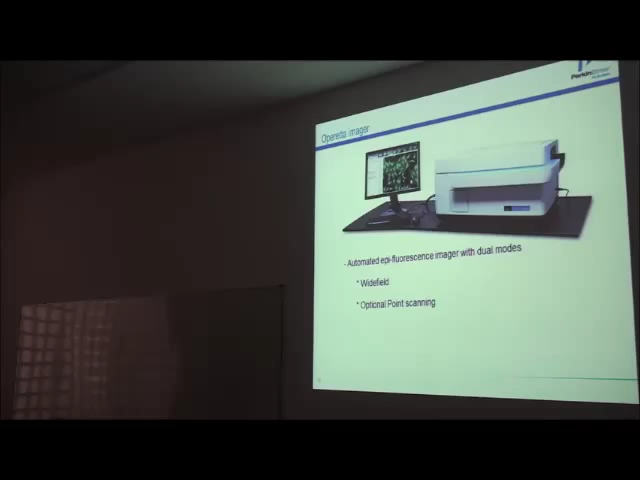 PerkinElmer
Operetta imager
- Automated epi-fluorescence imager with dual modes
* Widefield
* Optional Point scanning